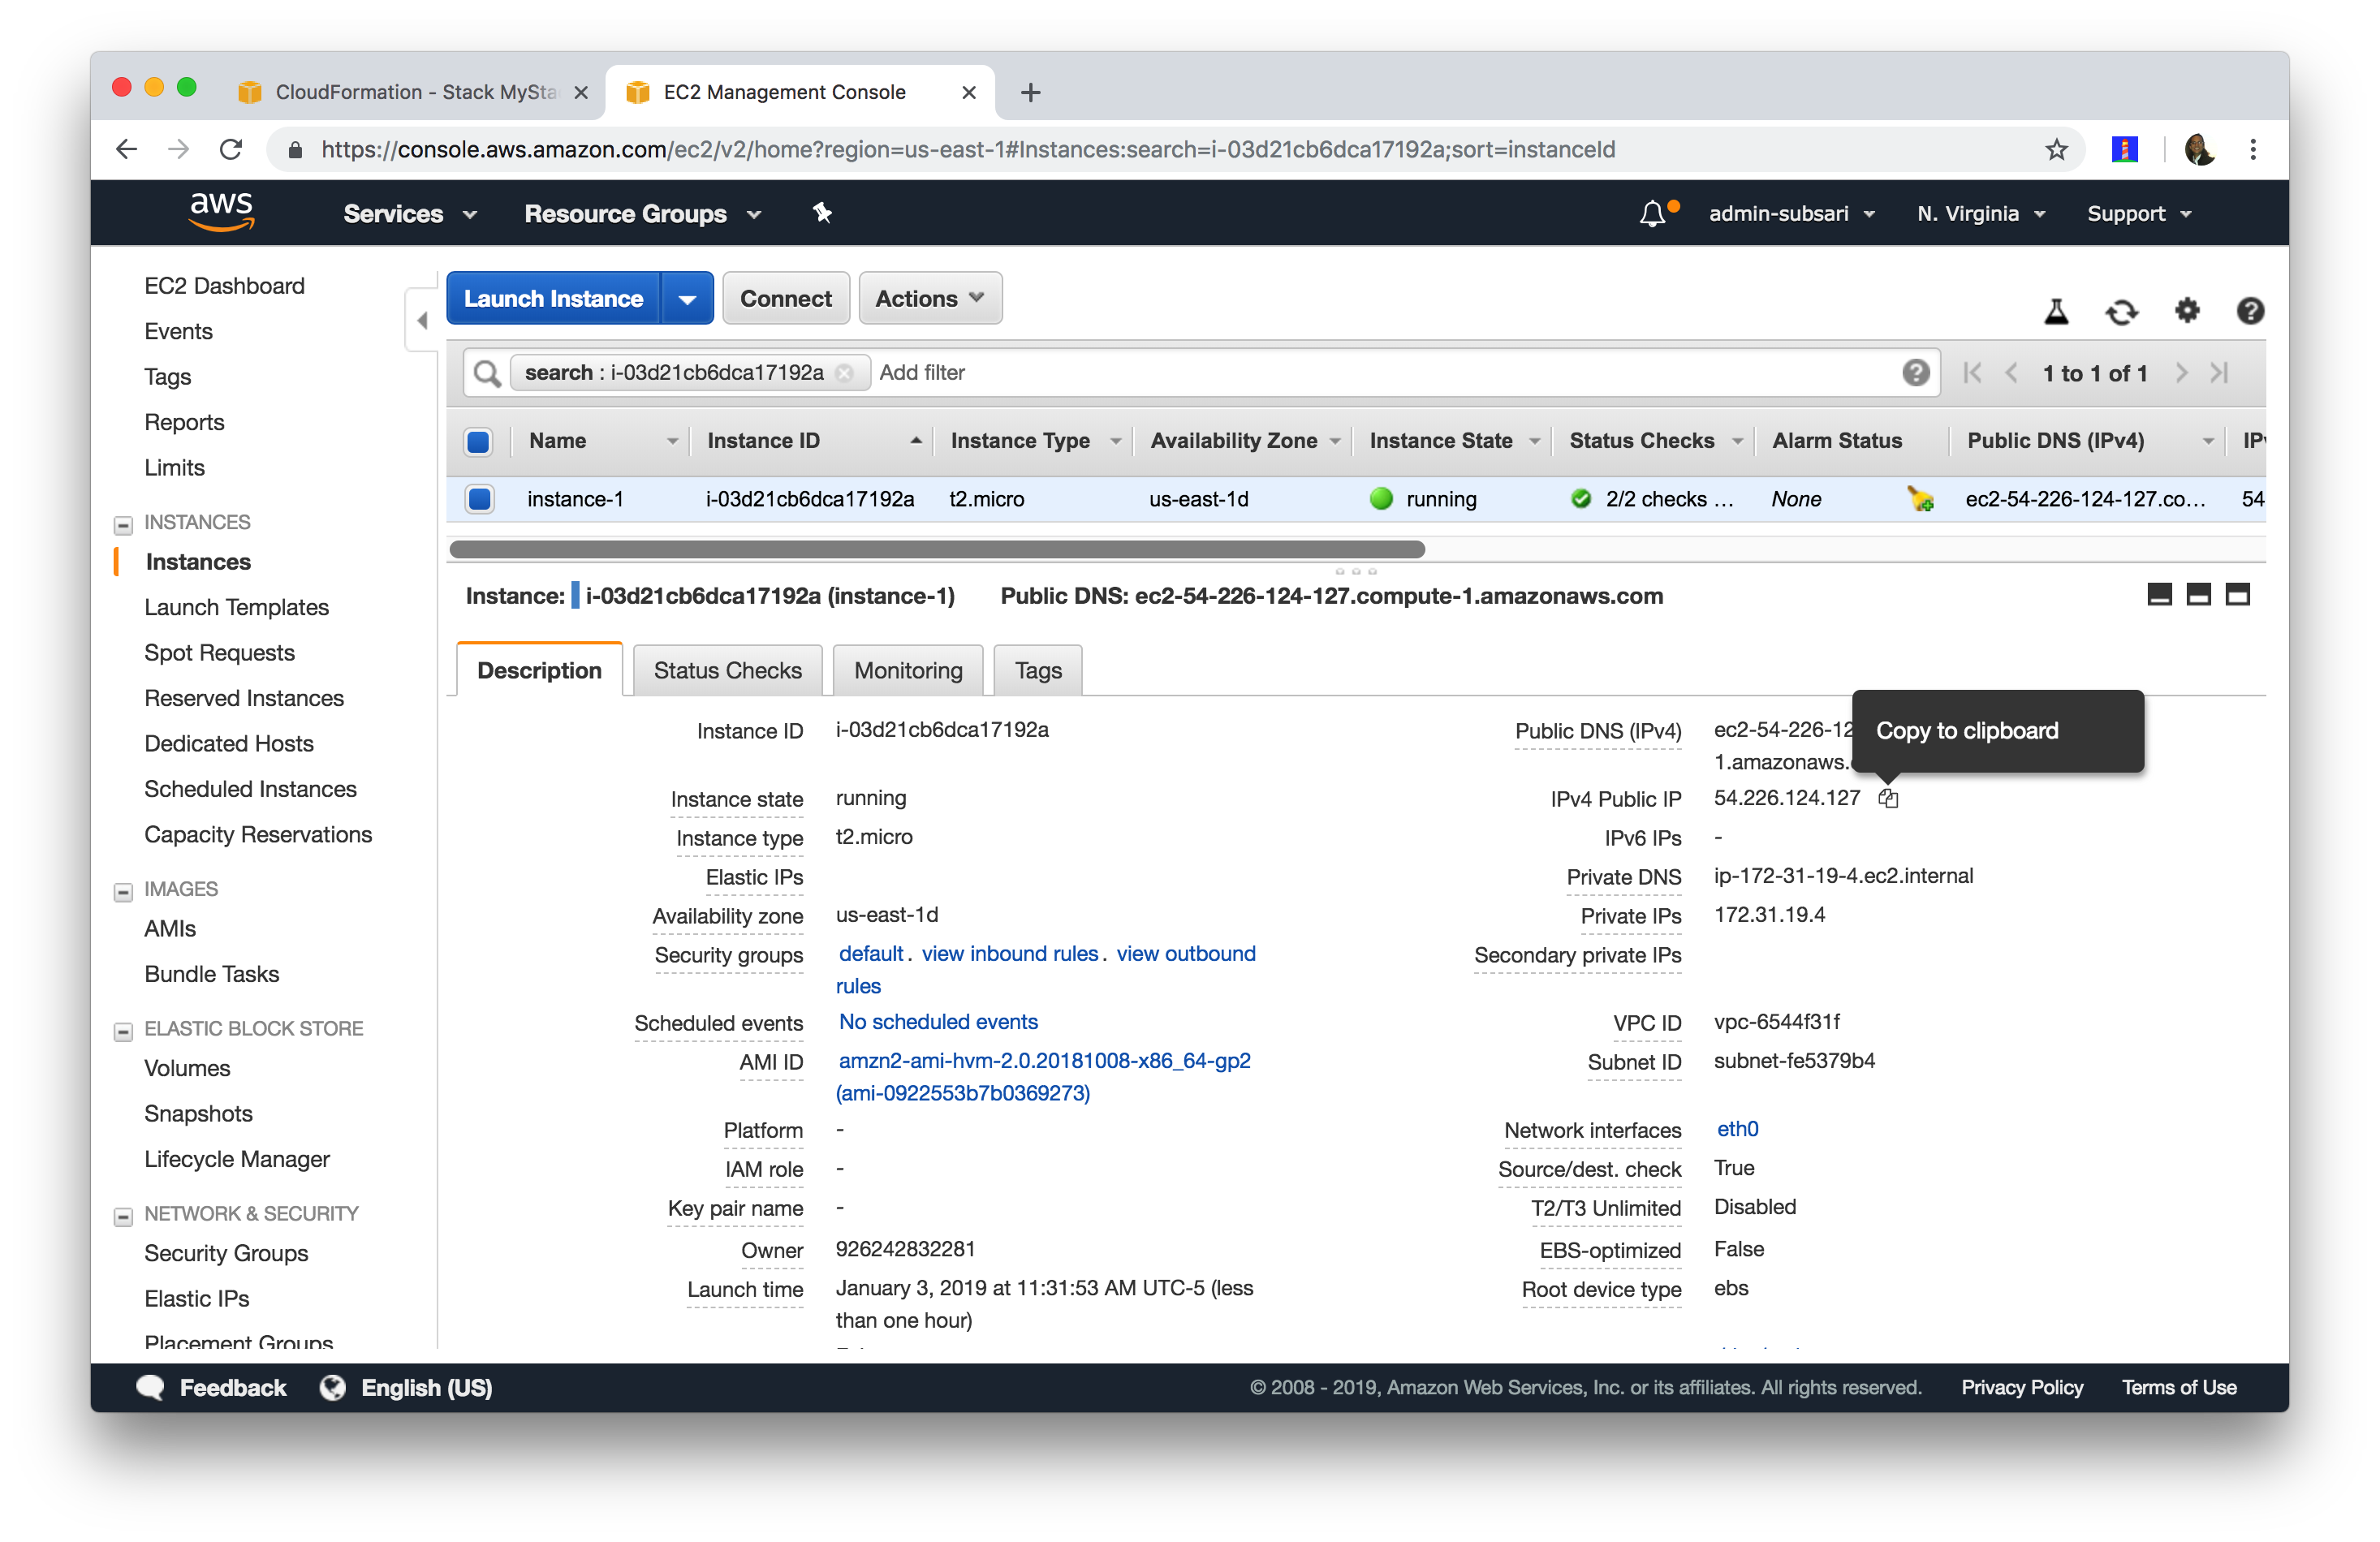 CloudFormation - Stack MySta
EC2 Management Console
https://console.aws.amazon.com/ec2/v2/home?region=us-east-1#Instances:search=i-03d21cb6dca17192a;sort=instanceId
aws
Services
Resource Groups
admin-subsari
N. Virginia
Support
EC2 Dashboard
Events
Tags
Reports
Limits
INSTANCES
Instances
Launch Templates
Spot Requests
Reserved Instances
Dedicated Hosts
Scheduled Instances
Capacity Reservations
IMAGES
AMIs
Bundle Tasks
ELASTIC BLOCK STORE
Volumes
Snapshots
Lifecycle Manager
NETWORK & SECURITY
Security Groups
Elastic IPs
Placement Groups
Launch Instance
Connect
Actions
search : i-03d21cb6dca17192a
Add filter
1 to 1 of 1
Name Instance ID Instance Type Availability Zone Instance State Status Checks Alarm Status Public DNS (IPv4) IP
instance-1 i-03d21cb6dca17192a t2.micro us-east-1d running 2/2 checks ... None ec2-54-226-124-127.co... 54
Instance: i-03d21cb6dca17192a (instance-1) Public DNS: ec2-54-226-124-127.compute-1.amazonaws.com
Description
Status Checks
Monitoring
Tags
Copy to clipboard
Instance ID i-03d21cb6dca17192a
Instance state running
Instance type t2.micro
Elastic IPs
Availability zone us-east-1d
Security groups default. view inbound rules. view outbound
rules
Scheduled events No scheduled events
AMI ID amzn2-ami-hvm-2.0.20181008-x86_64-gp2
(ami-0922553b7b0369273)
Platform -
IAM role -
Key pair name -
Owner 926242832281
Launch time January 3, 2019 at 11:31:53 AM UTC-5 (less
than one hour)
Public DNS (IPv4) ec2-54-226-12
1.amazonaws.
IPv4 Public IP 54.226.124.127
IPv6 IPs -
Private DNS ip-172-31-19-4.ec2.internal
Private IPs 172.31.19.4
Secondary private IPs
VPC ID vpc-6544f31f
Subnet ID subnet-fe5379b4
Network interfaces eth0
Source/dest. check True
T2/T3 Unlimited Disabled
EBS-optimized False
Root device type ebs
Feedback
English (US)
© 2008 - 2019, Amazon Web Services, Inc. or its affiliates. All rights reserved.
Privacy Policy
Terms of Use